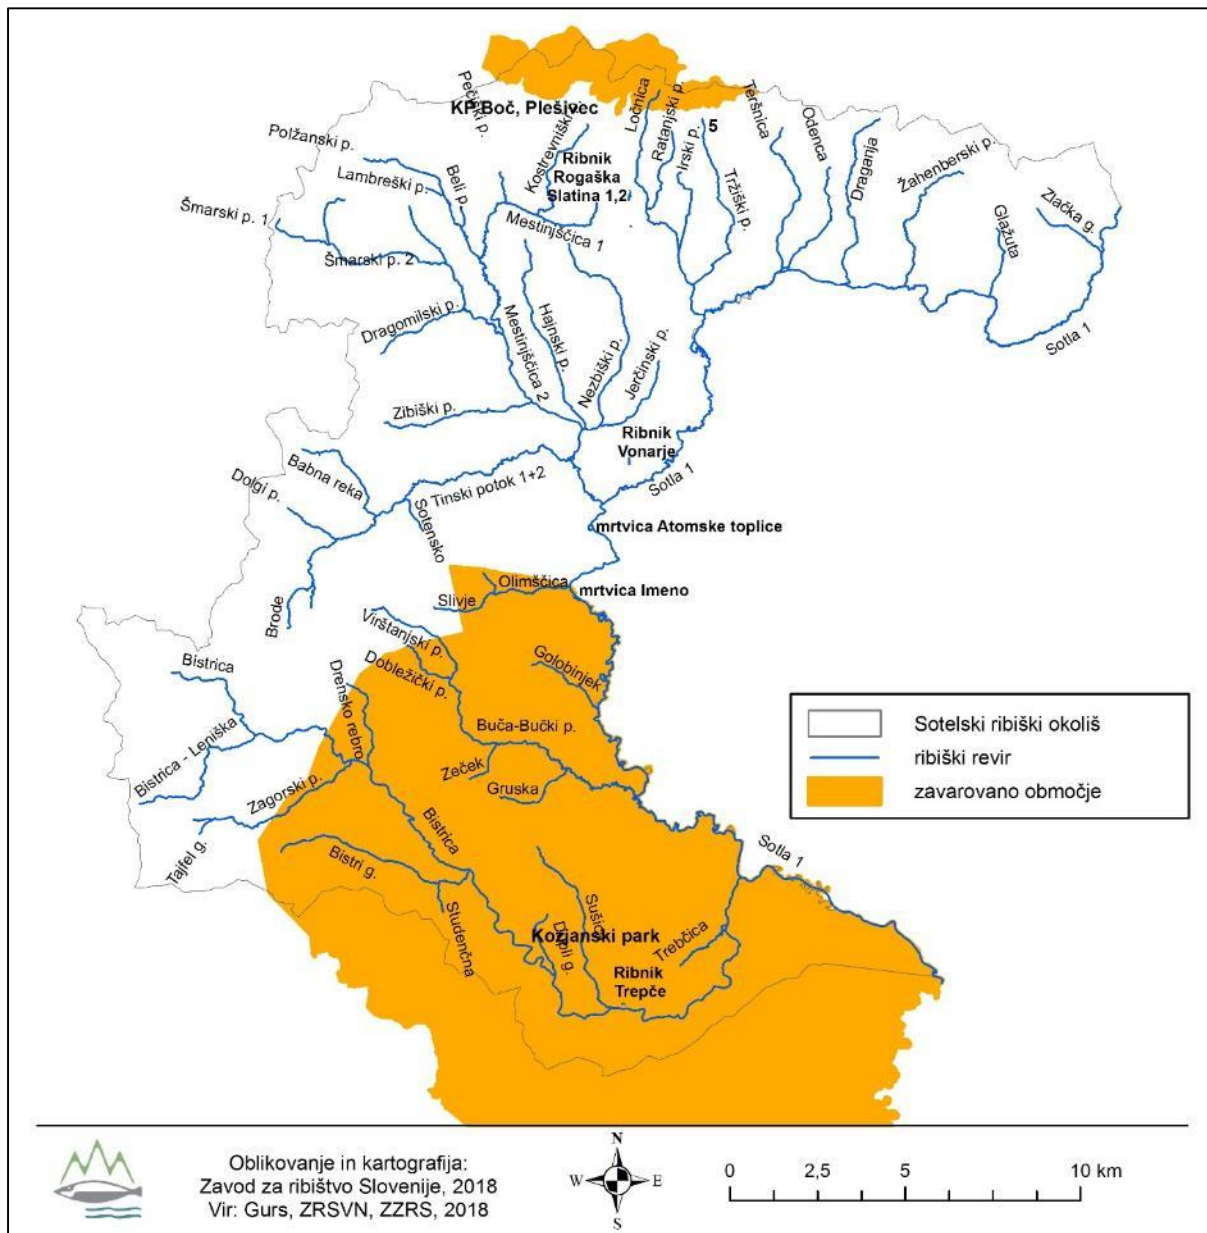 Pečiški p.
KP Boč, Plešivec
Ločnica
Ratanjski p.
Irski p.
5
Tržiški p.
Teršnica
Odenca
Draganja
Žahenberski p.
Glažuta
Zlačka g.
Sotla 1
Polžanski p.
Lambreški p.
Beli p.
Kostrevniški
Ribnik
Rogaška
Slatina 1,2
Šmarski p. 1
Šmarski p. 2
Mestinjščica 1
Dragomilski p.
Mestinjščica 2
Hajnski p.
Nezbiški p.
Jerčinski p.
Zibiški p.
Ribnik
Vonarje
Babna reka
Dolgi p.
Tinski potok 1+2
Sotla 1
Sotensko
mrtvica Atomske toplice
Brode
Slivje
Olimščica
mrtvica Imeno
Virštanjski p.
Dobležički p.
Golobinjek
Bistrica
Drensko rebro
Buča-Bučki p.
Bistrica - Leniška
Zagorski p.
Zeček
Gruska
Tajfel g.
Bistrica
Bistri g.
Sotla 1
Studenčna
Kozjanski park
Trebčica
Ribnik
Trepče
Sotelski ribiški okoliš
ribiški revir
zavarovano območje
Oblikovanje in kartografija:
Zavod za ribištvo Slovenije, 2018
Vir: Gurs, ZRSVN, ZZRS, 2018
N
W E
S
0 2,5 5 10 km